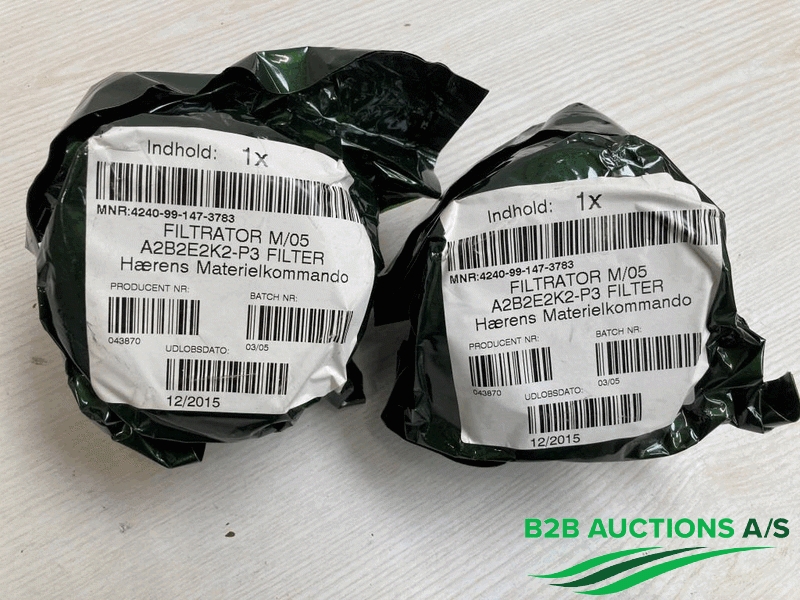 Indhold: 1x
MNR:4240-99-147-3783
FILTRATOR M/05
A2B2E2K2-P3 FILTER
Hærens Materielkommando
PRODUCENT NR:
BATCH NR:
043870
03/05
UDLOBSDATO:
12/2015
Indhold: 1x
MNR:4240-99-147-3783
FILTRATOR M/05
A2B2E2K2-P3 FILTER
Hærens Materielkommando
PRODUCENT NR:
BATCH NR:
043870
03/05
UDLOBSDATO:
12/2015
B2B AUCTIONS A/S